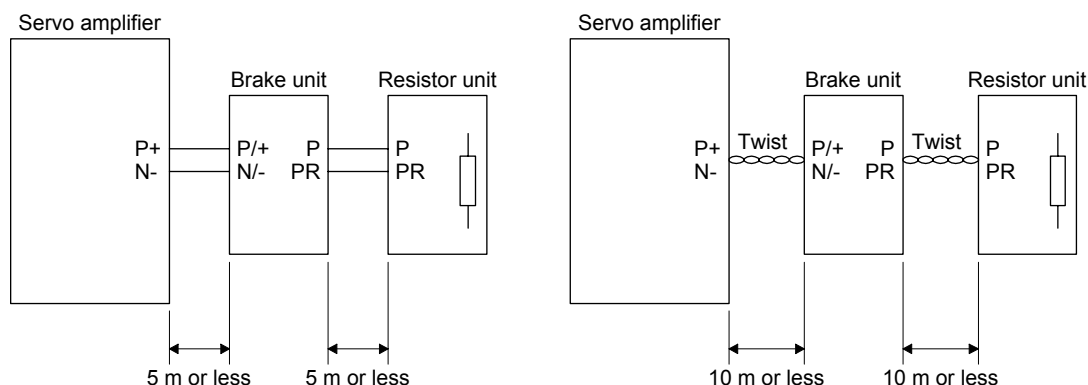 Servo amplifier
Brake unit
Resistor unit
P+
N-
P/+
N/-
P
PR
P
PR
5 m or less
5 m or less
Servo amplifier
Brake unit
Resistor unit
P+
N-
Twist
P/+
N/-
P
PR
Twist
P
PR
10 m or less
10 m or less